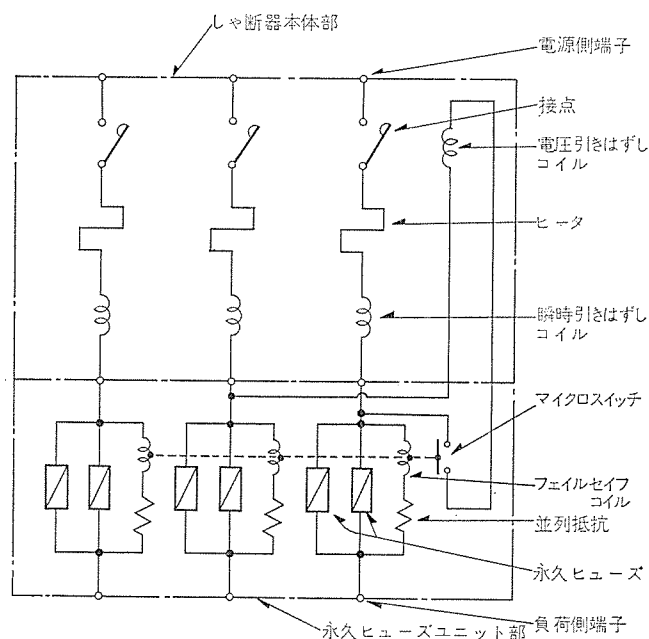 しゃ断器本体部
電源側端子
接点
電圧引きはずし
コイル
ヒータ
瞬時引きはずし
コイル
マイクロスイッチ
フェイルセイフ
コイル
並列抵抗
永久ヒューズ
負荷側端子
永久ヒューズユニット部